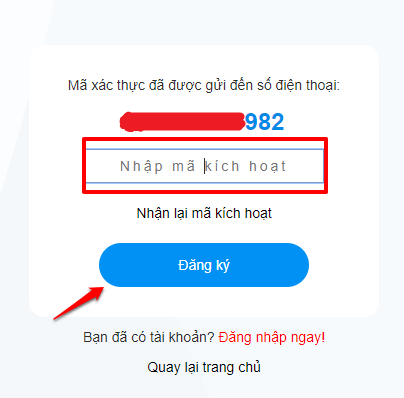 Mã xác thực đã được gửi đến số điện thoại:
982
Nhập mã kích hoạt
Nhận lại mã kích hoạt
Đăng ký
Bạn đã có tài khoản? Đăng nhập ngay!
Quay lại trang chủ